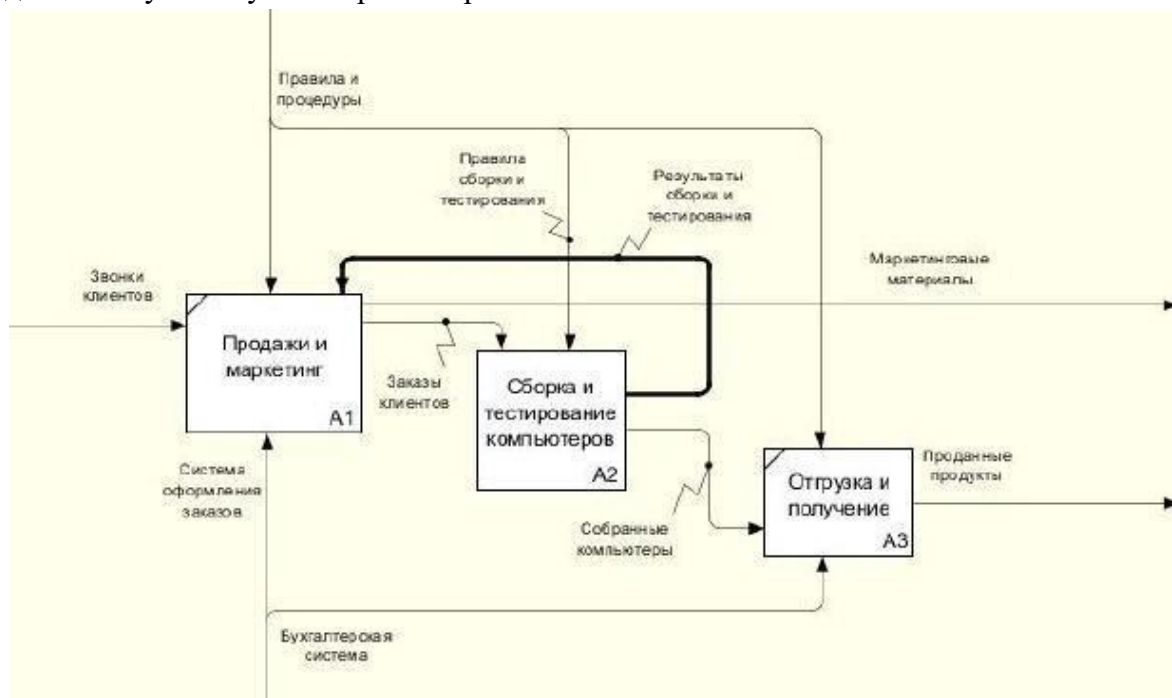 Правила и
процедуры
Правила
сборки и
тестирования
Результаты
сборки и
тестирования
Маркетинговые
материалы
Звонки
клиентов
Продажи и
маркетинг
A1
Заказы
клиентов
Сборка и
тестирование
компьютеров
A2
Система
оформления
заказов
Собранные
компьютеры
Отгрузка и
получение
A3
Проданные
продукты
Бухгалтерская
система